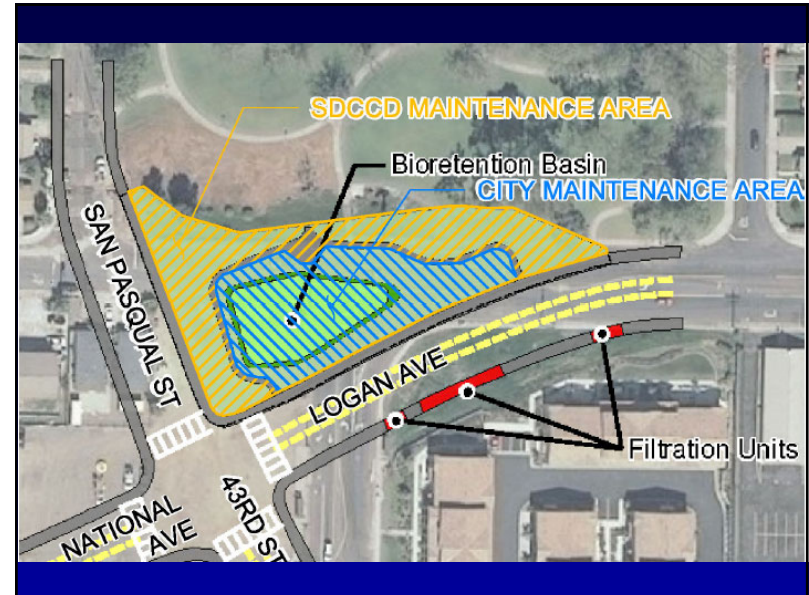 SDCCD MAINTENANCE AREA
Bioretention Basin
CITY MAINTENANCE AREA
SAN PASQUAL ST
LOGAN AVE
Filtration Units
43RD ST
NATIONAL
AVE